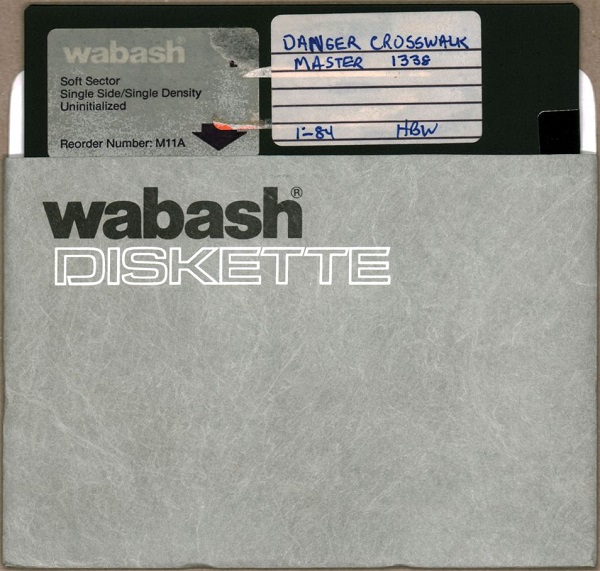 wabash®
Soft Sector
Single Side/Single Density
Uninitialized
Reorder Number: M11A
DANGER CROSSWALK
MASTER 1338
1-84 HBW
wabash®
DISKETTE